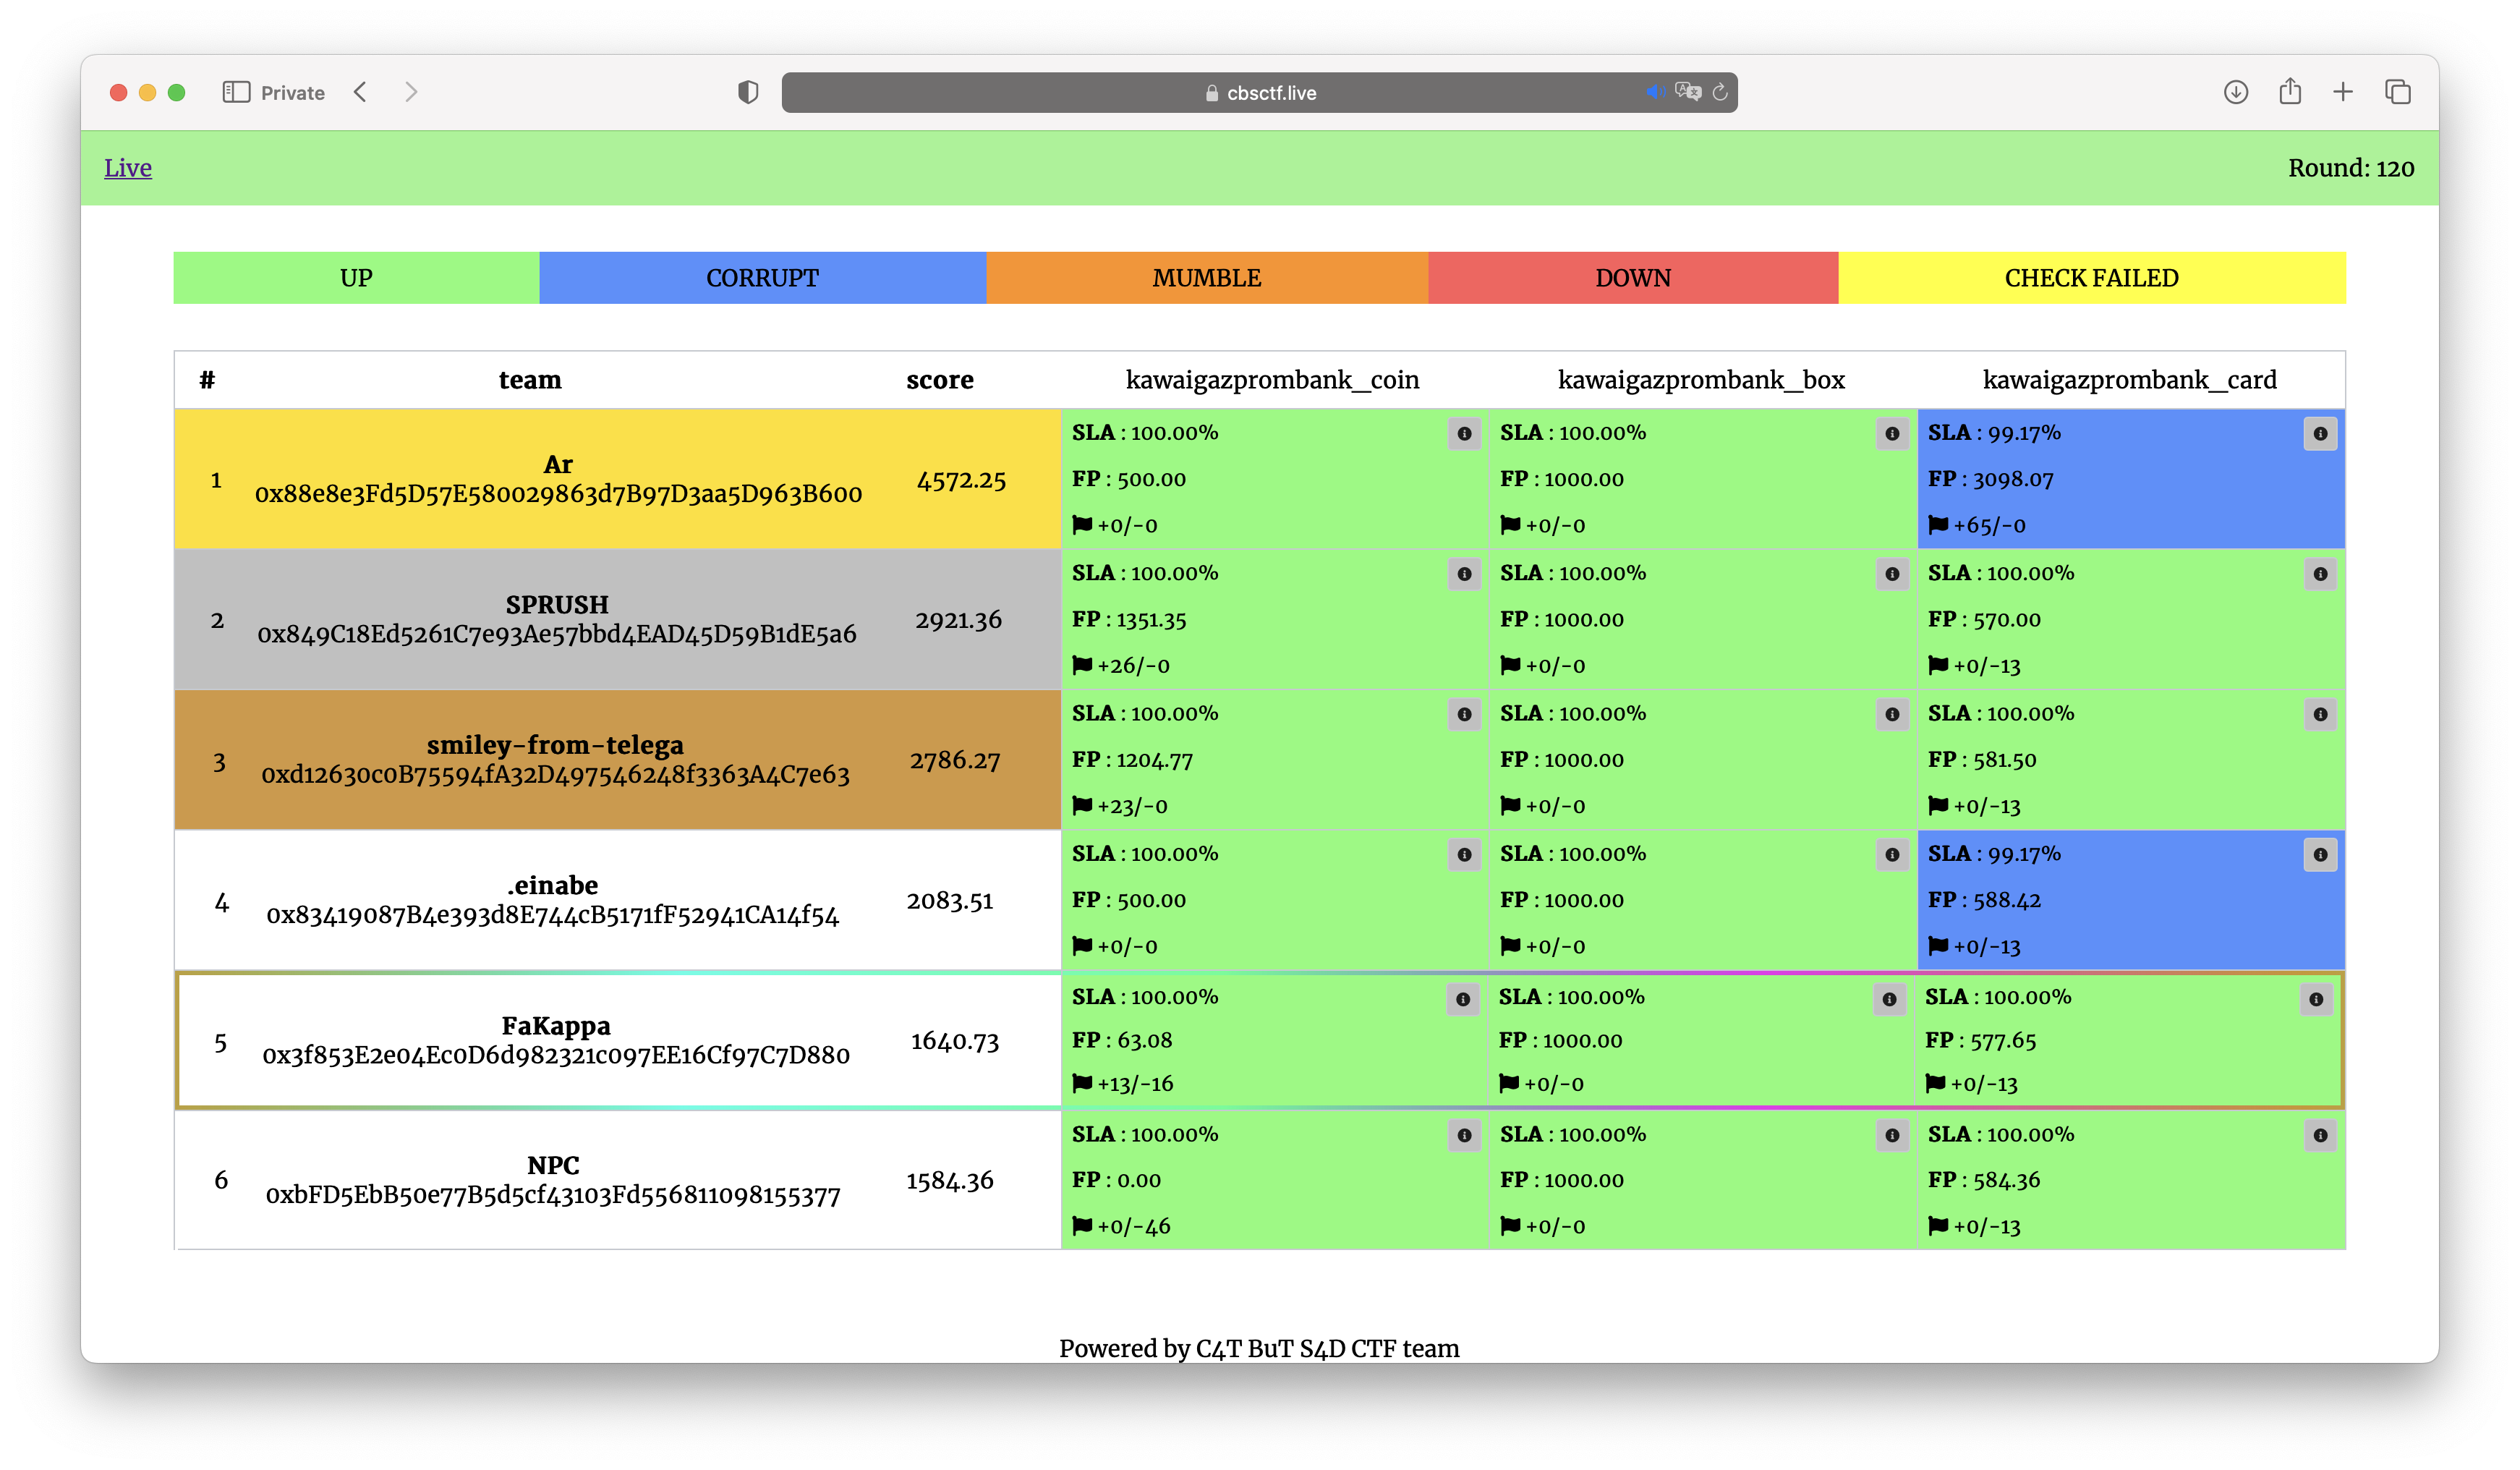 Private
cbsctf.live
Live
Round: 120
UP
CORRUPT
MUMBLE
DOWN
CHECK FAILED
# team score kawaigazprombank_coin kawaigazprombank_box kawaigazprombank_card
1
Ar
0x88e8e3Fd5D57E580029863d7B97D3aa5D963B600
4572.25
SLA : 100.00%
FP : 500.00
+0/-0
SLA : 100.00%
FP : 1000.00
+0/-0
SLA : 99.17%
FP : 3098.07
+65/-0
2
SPRUSH
0x849C18Ed5261C7e93Ae57bbd4EAD45D59B1dE5a6
2921.36
SLA : 100.00%
FP : 1351.35
+26/-0
SLA : 100.00%
FP : 1000.00
+0/-0
SLA : 100.00%
FP : 570.00
+0/-13
3
smiley-from-telega
0xd12630c0B75594fA32D497546248f3363A4C7e63
2786.27
SLA : 100.00%
FP : 1204.77
+23/-0
SLA : 100.00%
FP : 1000.00
+0/-0
SLA : 100.00%
FP : 581.50
+0/-13
4
.einabe
0x83419087B4e393d8E744cB5171fF52941CA14f54
2083.51
SLA : 100.00%
FP : 500.00
+0/-0
SLA : 100.00%
FP : 1000.00
+0/-0
SLA : 99.17%
FP : 588.42
+0/-13
5
FaKappa
0x3f853E2e04Ec0D6d982321c097EE16Cf97C7D880
1640.73
SLA : 100.00%
FP : 63.08
+13/-16
SLA : 100.00%
FP : 1000.00
+0/-0
SLA : 100.00%
FP : 577.65
+0/-13
6
NPC
0xbFD5EbB50e77B5d5cf43103Fd556811098155377
1584.36
SLA : 100.00%
FP : 0.00
+0/-46
SLA : 100.00%
FP : 1000.00
+0/-0
SLA : 100.00%
FP : 584.36
+0/-13
Powered by C4T BuT S4D CTF team